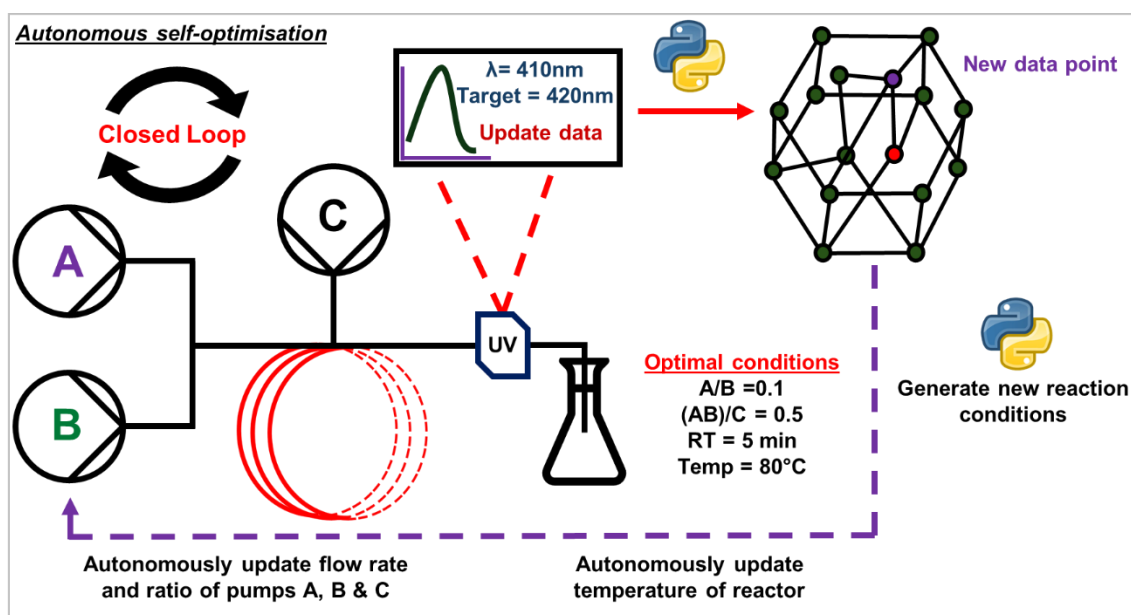 Autonomous self-optimisation
Closed Loop
λ= 410nm
Target = 420nm
Update data
New data point
A
B
C
UV
Optimal conditions
A/B =0.1
(AB)/C = 0.5
RT = 5 min
Temp = 80°C
Generate new reaction
conditions
Autonomously update flow rate
and ratio of pumps A, B & C
Autonomously update
temperature of reactor